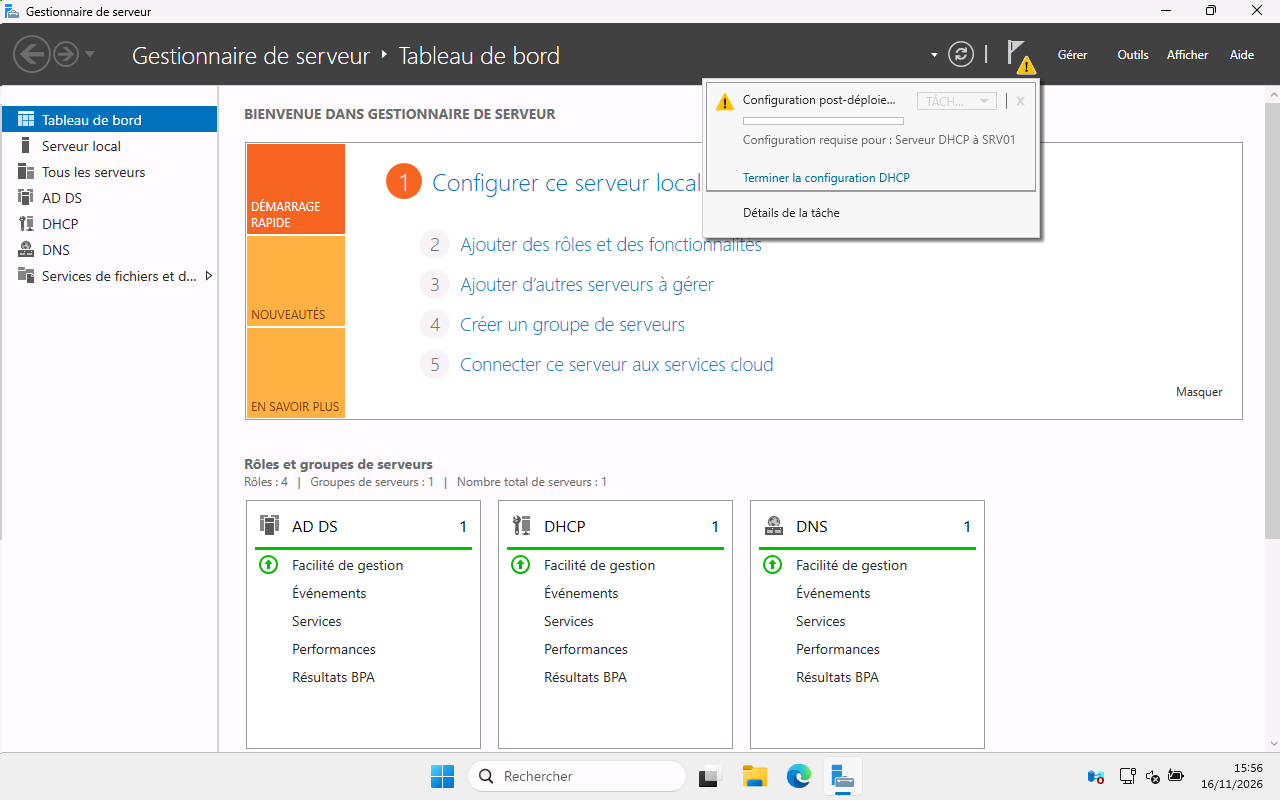 Gestionnaire de serveur
Gestionnaire de serveur ‣ Tableau de bord
Gérer
Outils
Afficher
Aide
Configuration post-déploie...
TÂCH...
X
Configuration requise pour : Serveur DHCP à SRV01
Terminer la configuration DHCP
Détails de la tâche
Tableau de bord
Serveur local
Tous les serveurs
AD DS
DHCP
DNS
Services de fichiers et d...
BIENVENUE DANS GESTIONNAIRE DE SERVEUR
DÉMARRAGE
RAPIDE
NOUVEAUTÉS
EN SAVOIR PLUS
1 Configurer ce serveur local
2 Ajouter des rôles et des fonctionnalités
3 Ajouter d’autres serveurs à gérer
4 Créer un groupe de serveurs
5 Connecter ce serveur aux services cloud
Masquer
Rôles et groupes de serveurs
Rôles : 4 | Groupes de serveurs : 1 | Nombre total de serveurs : 1
AD DS 1
Facilité de gestion
Événements
Services
Performances
Résultats BPA
DHCP 1
Facilité de gestion
Événements
Services
Performances
Résultats BPA
DNS 1
Facilité de gestion
Événements
Services
Performances
Résultats BPA
Rechercher
15:56
16/11/2026